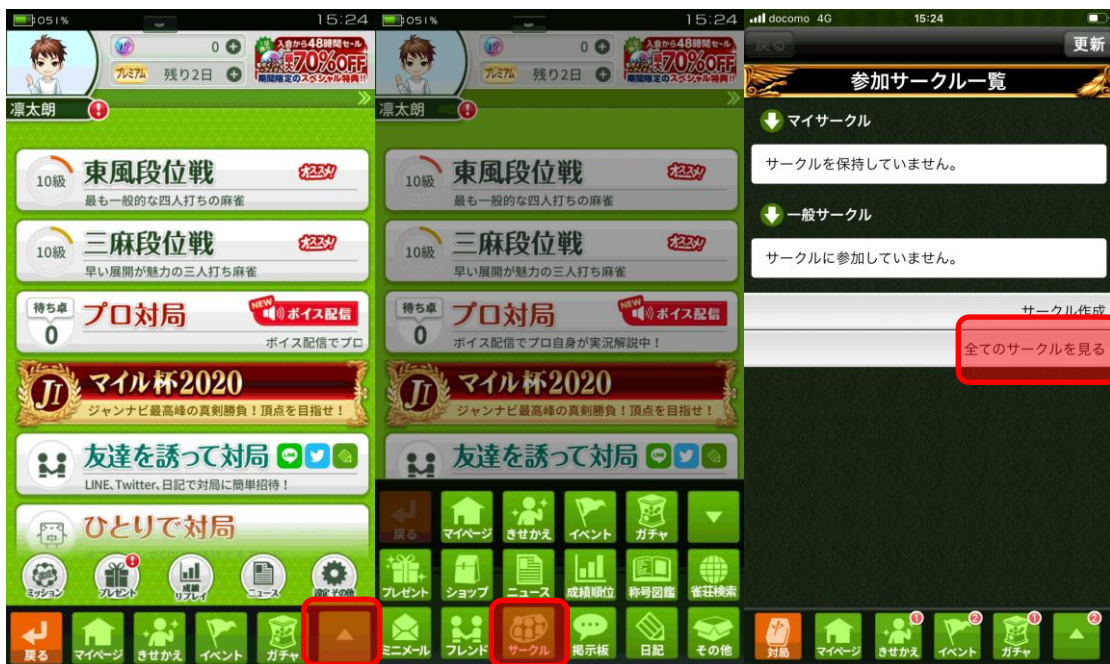 051%
15:24
0
プレミアム 残り2日
入会から48時間セール
最大70%OFF
期間限定のスペシャル特典!!
凛太朗
10級
東風段位戦
オススメ
最も一般的な四人打ちの麻雀
10級
三麻段位戦
オススメ
早い展開が魅力の三人打ち麻雀
待ち卓
0
プロ対局
NEW
ボイス配信
ボイス配信でプロ
JI
マイル杯2020
ジャンナビ最高峰の真剣勝負!頂点を目指せ!
友達を誘って対局
LINE、Twitter、日記で対局に簡単招待!
ひとりで対局
ミッション プレゼント 成績リプレイ ニュース 設定その他
戻る マイページ きせかえ イベント ガチャ
051%
15:24
0
プレミアム 残り2日
入会から48時間セール
最大70%OFF
期間限定のスペシャル特典!!
凛太朗
10級
東風段位戦
オススメ
最も一般的な四人打ちの麻雀
10級
三麻段位戦
オススメ
早い展開が魅力の三人打ち麻雀
待ち卓
0
プロ対局
NEW
ボイス配信
ボイス配信でプロ自身が実況解説中!
JI
マイル杯2020
ジャンナビ最高峰の真剣勝負!頂点を目指せ!
友達を誘って対局
戻る マイページ きせかえ イベント ガチャ
プレゼント ショップ ニュース 成績順位 称号図鑑 雀荘検索
ミニメール フレンド サークル 掲示板 日記 その他
docomo 4G
15:24
戻る
更新
参加サークル一覧
マイサークル
サークルを保持していません。
一般サークル
サークルに参加していません。
サークル作成
全てのサークルを見る
1 2 2 2
対局 マイページ きせかえ イベント ガチャ